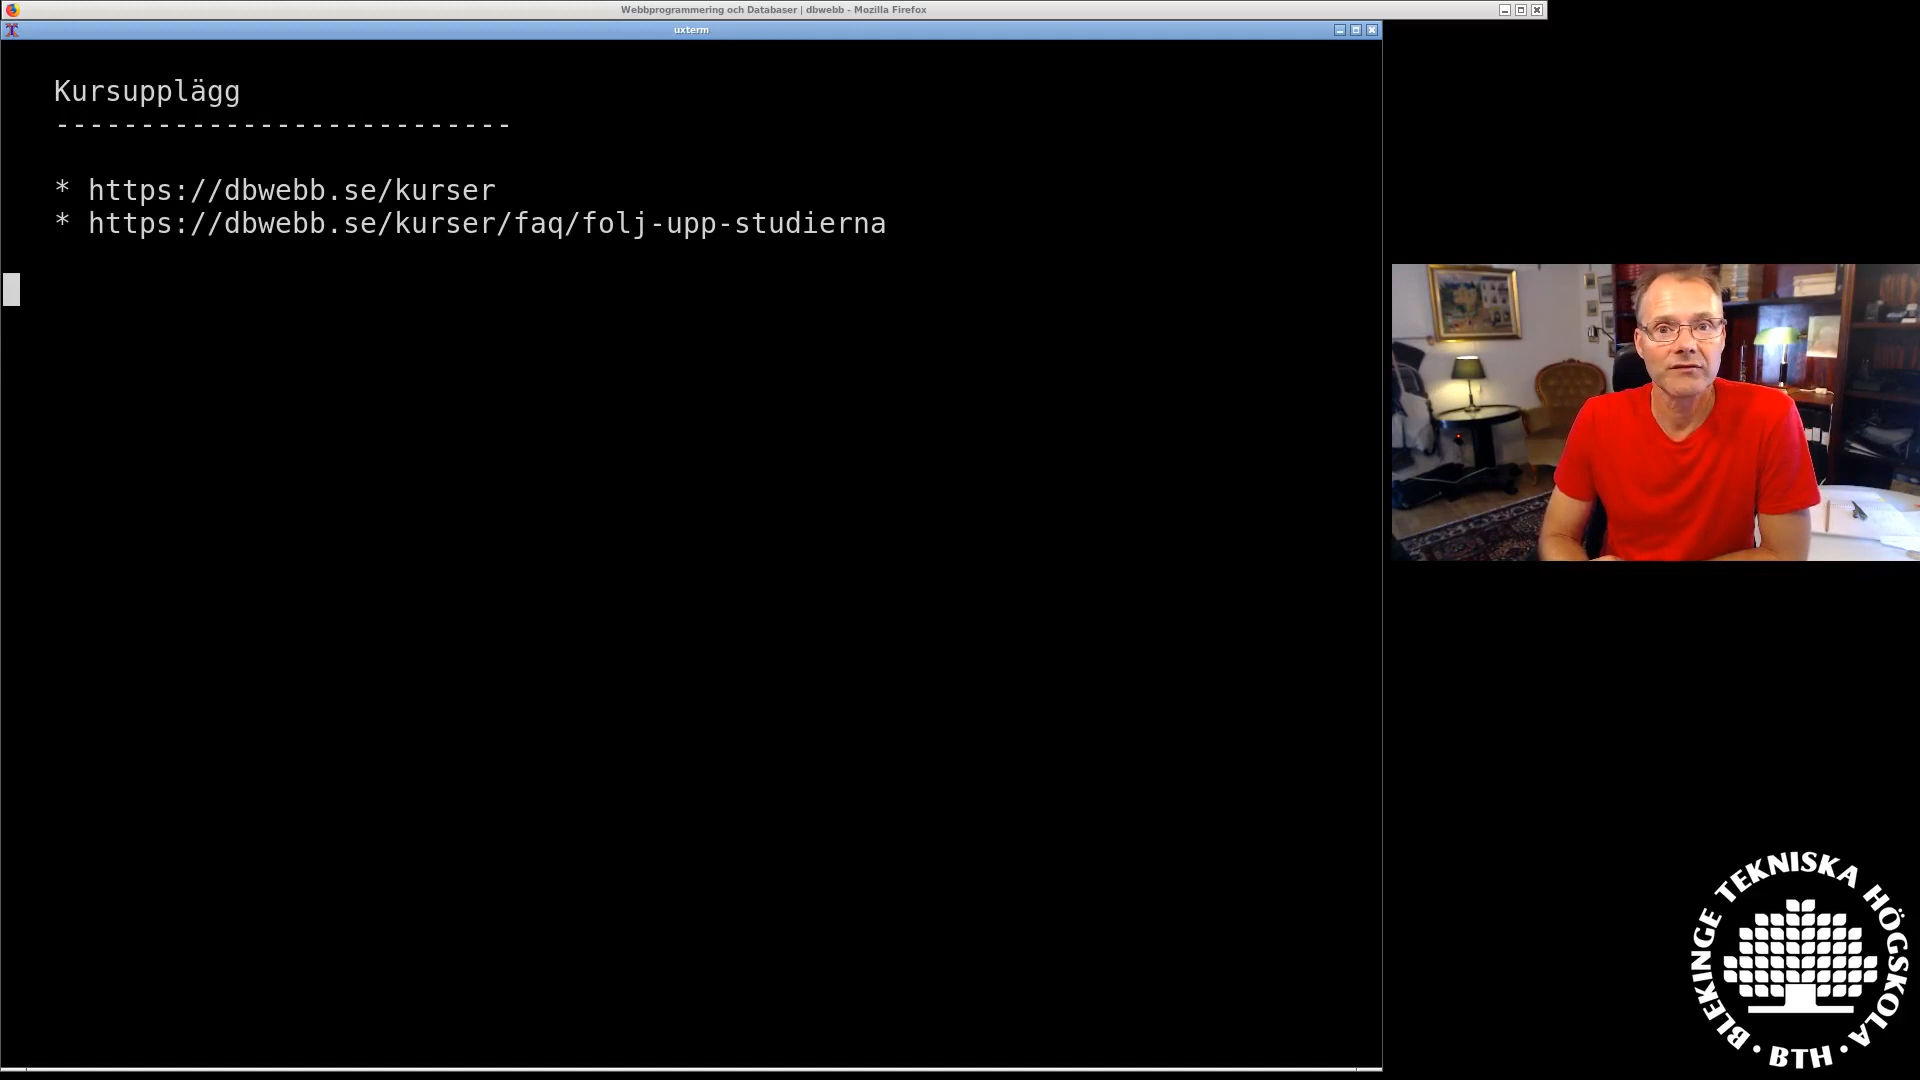 Webbprogrammering och Databaser | dbwebb - Mozilla Firefox
uxterm
Kursupplägg
---------------------------
* https://dbwebb.se/kurser
* https://dbwebb.se/kurser/faq/folj-upp-studierna
BLEKINGE TEKNISKA HÖGSKOLA · BTH ·